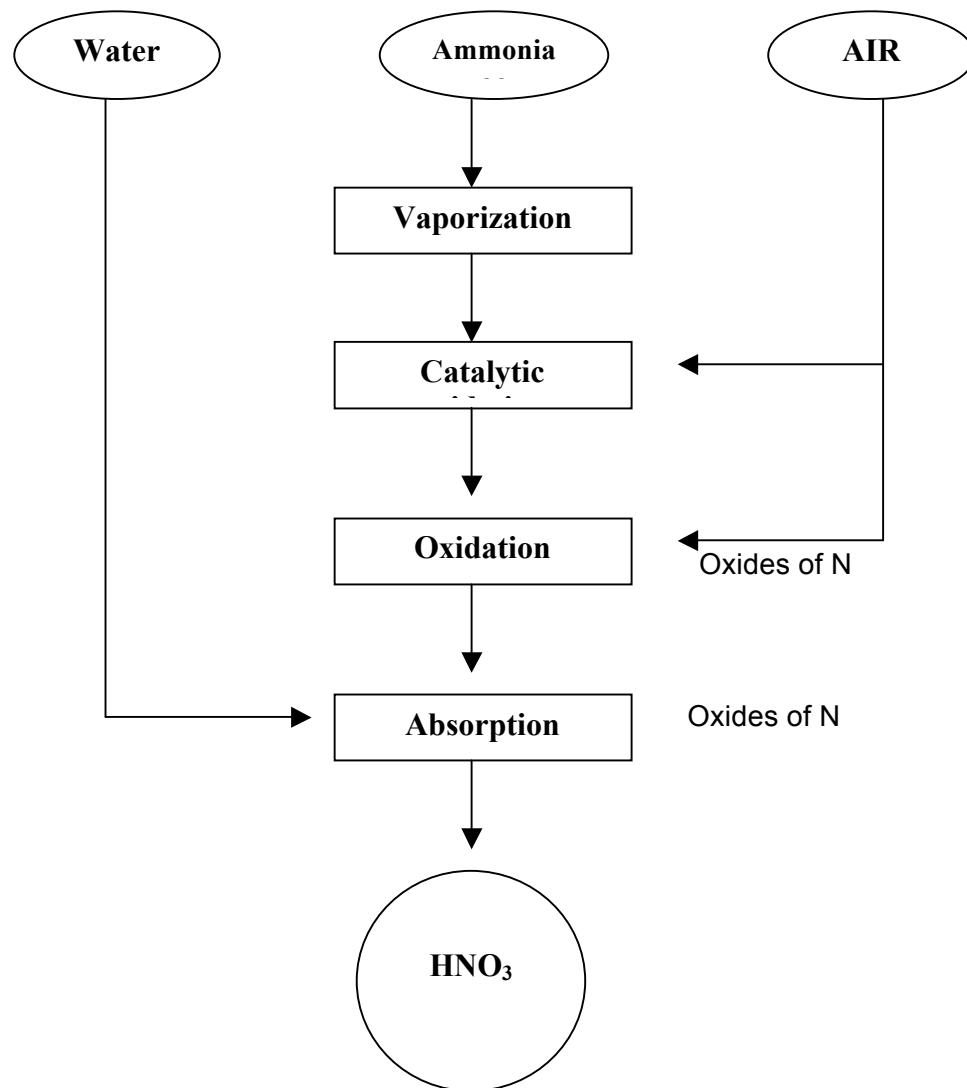 Water
Ammonia
AIR
Vaporization
Catalytic
Oxidation
Oxides of N
Absorption
Oxides of N
HNO₃